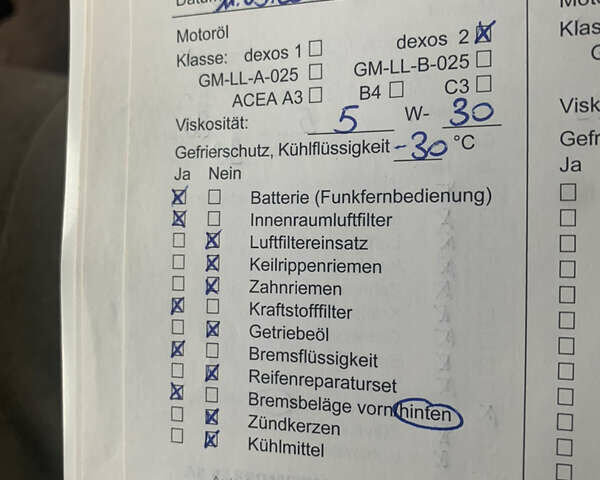 Motoröl
Klasse: dexos 1 ☐ dexos 2 ☒
GM-LL-A-025 ☐ GM-LL-B-025 ☐
ACEA A3 ☐ B4 ☐ C3 ☐
Viskosität: 5 W- 30
Gefrierschutz, Kühlflüssigkeit -30 °C
Ja Nein
☒ ☐ Batterie (Funkfernbedienung)
☒ ☐ Innenraumluftfilter
☐ ☒ Luftfiltereinsatz
☐ ☒ Keilrippenriemen
☐ ☒ Zahnriemen
☒ ☐ Kraftstofffilter
☐ ☒ Getriebeöl
☒ ☐ Bremsflüssigkeit
☐ ☒ Reifenreparaturset
☒ ☐ Bremsbeläge vorn hinten
☐ ☒ Zündkerzen
☐ ☒ Kühlmittel
Klas
Visk
Gefr
Ja